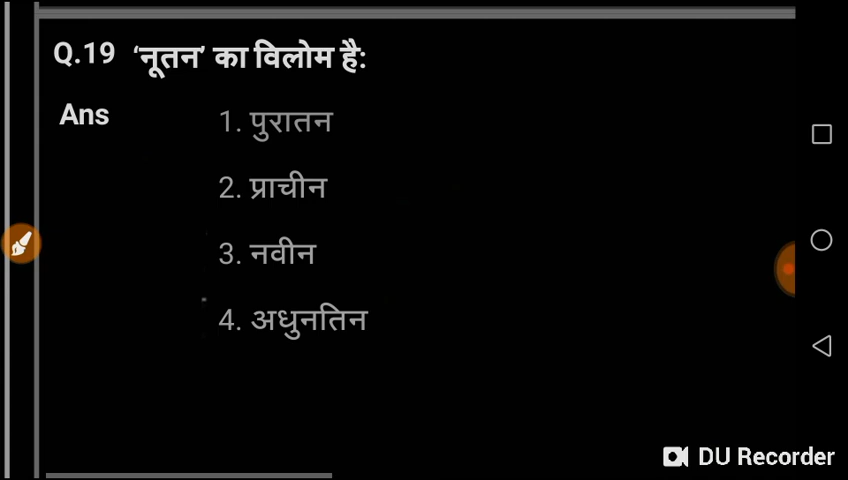 Q.19 ‘नूतन’ का विलोम है:
Ans
1. पुरातन
2. प्राचीन
3. नवीन
4. अधुनतिन
DU Recorder